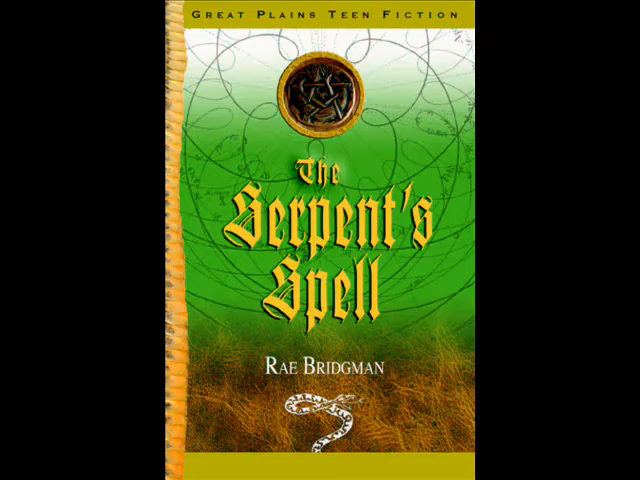 GREAT PLAINS TEEN FICTION
The
Serpent's
Spell
RAE BRIDGMAN